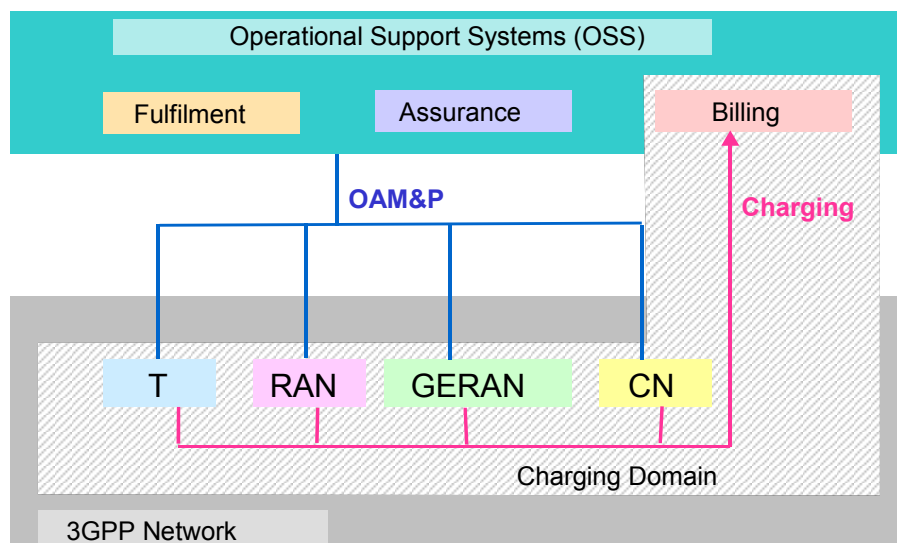 Operational Support Systems (OSS)
Fulfilment
Assurance
Billing
OAM&P
Charging
T
RAN
GERAN
CN
Charging Domain
3GPP Network